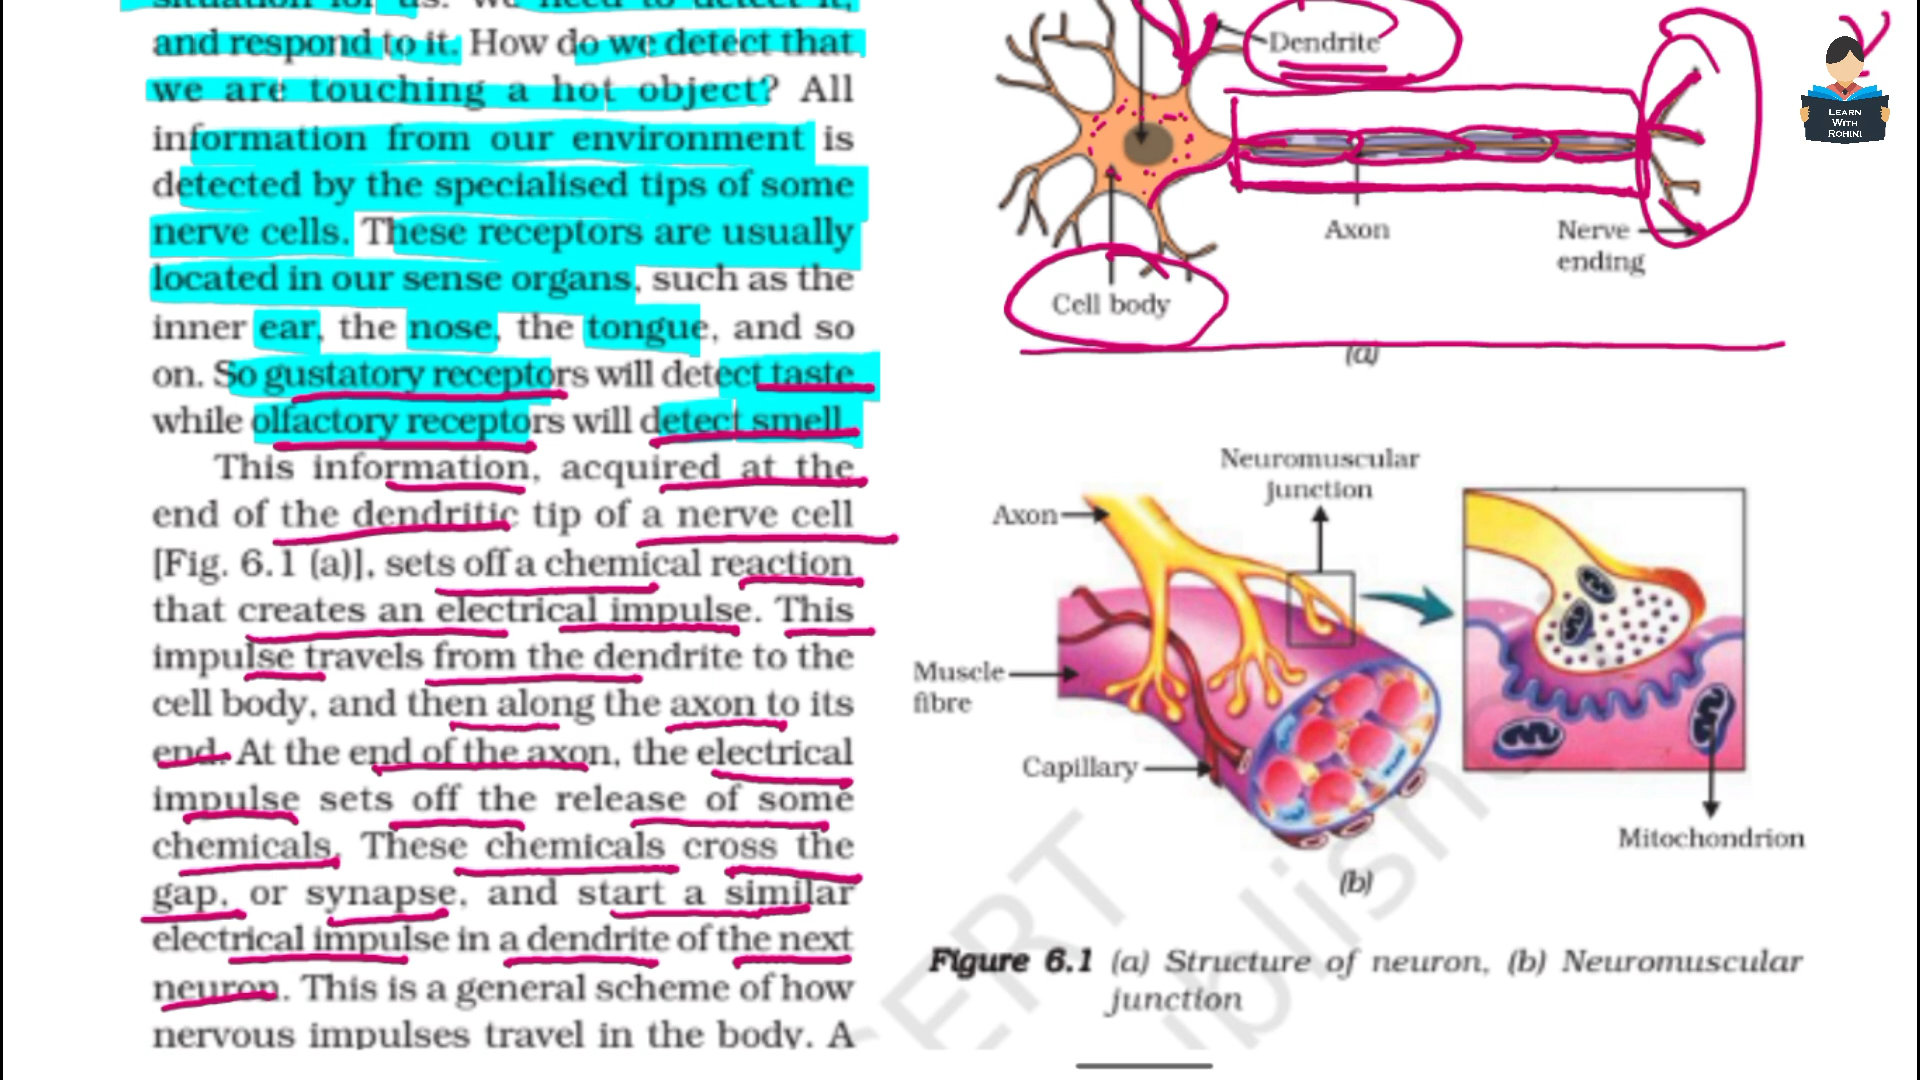 situation for us. We need to detect it,
and respond to it. How do we detect that
we are touching a hot object? All
information from our environment is
detected by the specialised tips of some
nerve cells. These receptors are usually
located in our sense organs, such as the
inner ear, the nose, the tongue, and so
on. So gustatory receptors will detect taste
while olfactory receptors will detect smell.
This information, acquired at the
end of the dendritic tip of a nerve cell
[Fig. 6.1 (a)], sets off a chemical reaction
that creates an electrical impulse. This
impulse travels from the dendrite to the
cell body, and then along the axon to its
end. At the end of the axon, the electrical
impulse sets off the release of some
chemicals. These chemicals cross the
gap, or synapse, and start a similar
electrical impulse in a dendrite of the next
neuron. This is a general scheme of how
nervous impulses travel in the body. A
Dendrite
Axon
Nerve
ending
Cell body
(a)
Neuromuscular
junction
Axon
Muscle
fibre
Capillary
Mitochondrion
(b)
Figure 6.1 (a) Structure of neuron, (b) Neuromuscular
junction
LEARN
WITH
ROHINI